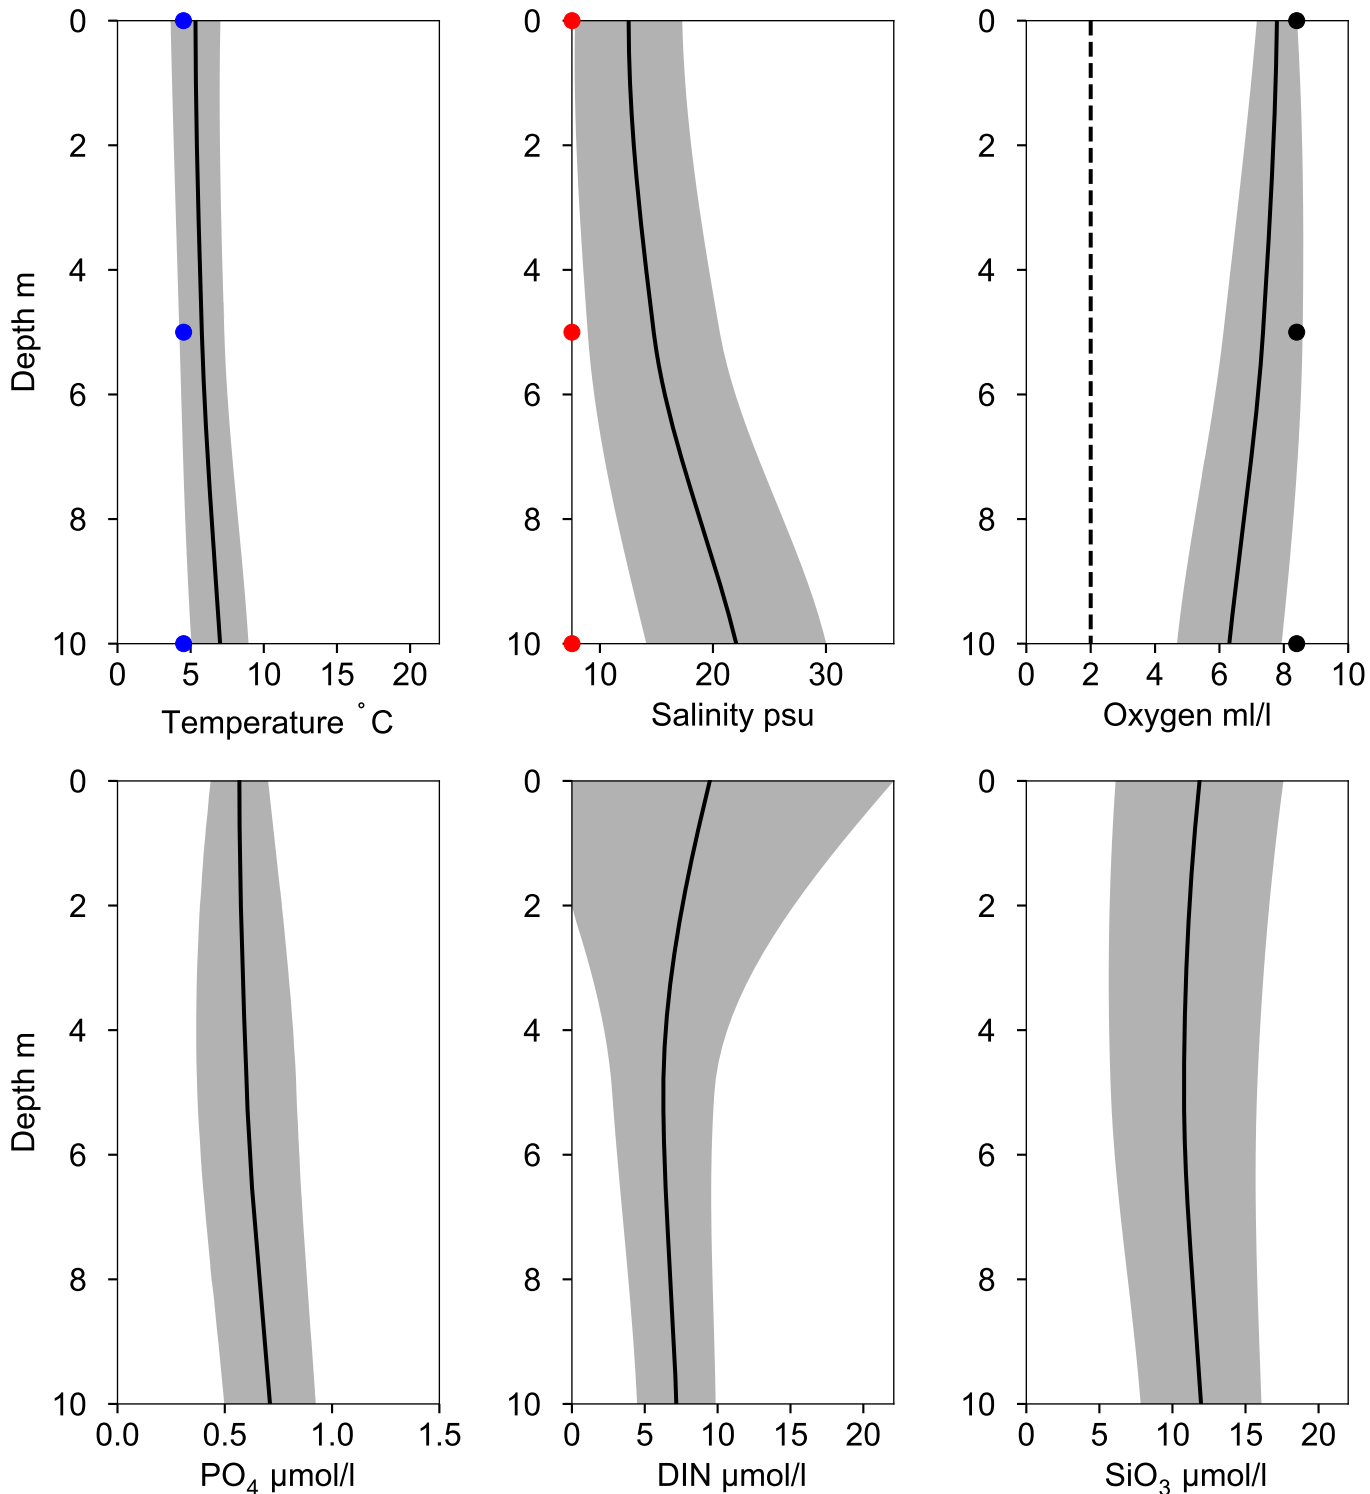 0
2
4
6
8
10
Depth m
0 5 10 15 20
Temperature °C
0
2
4
6
8
10
10 20 30
Salinity psu
0
2
4
6
8
10
0 2 4 6 8 10
Oxygen ml/l
0
2
4
6
8
10
Depth m
0.0 0.5 1.0 1.5
PO₄ µmol/l
0
2
4
6
8
10
0 5 10 15 20
DIN µmol/l
0
2
4
6
8
10
0 5 10 15 20
SiO₃ µmol/l